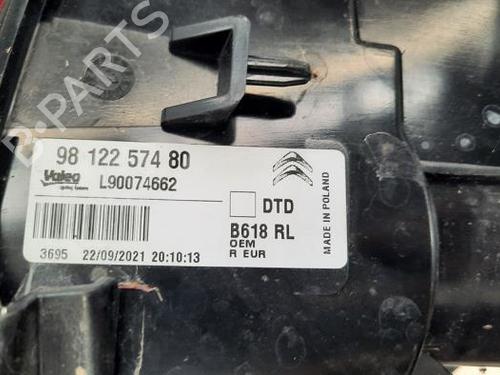 B-PARTS
98 122 574 80
Valeo
L90074662
DTD
B618 RL
OEM
R EUR
MADE IN POLAND
3695 22/09/2021 20:10:13